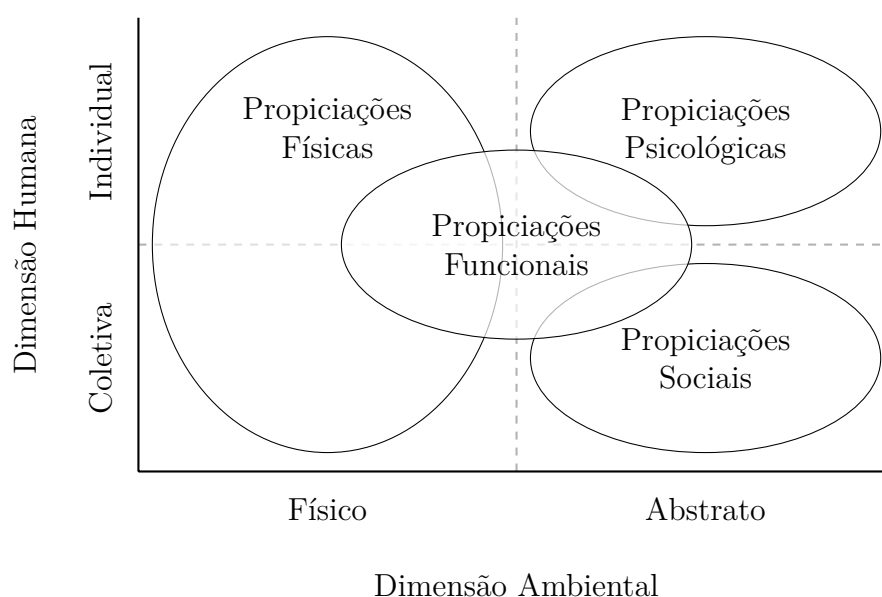 Dimensão Humana
Individual
Coletiva
Propiciações
Físicas
Propiciações
Psicológicas
Propiciações
Funcionais
Propiciações
Sociais
Físico
Abstrato
Dimensão Ambiental